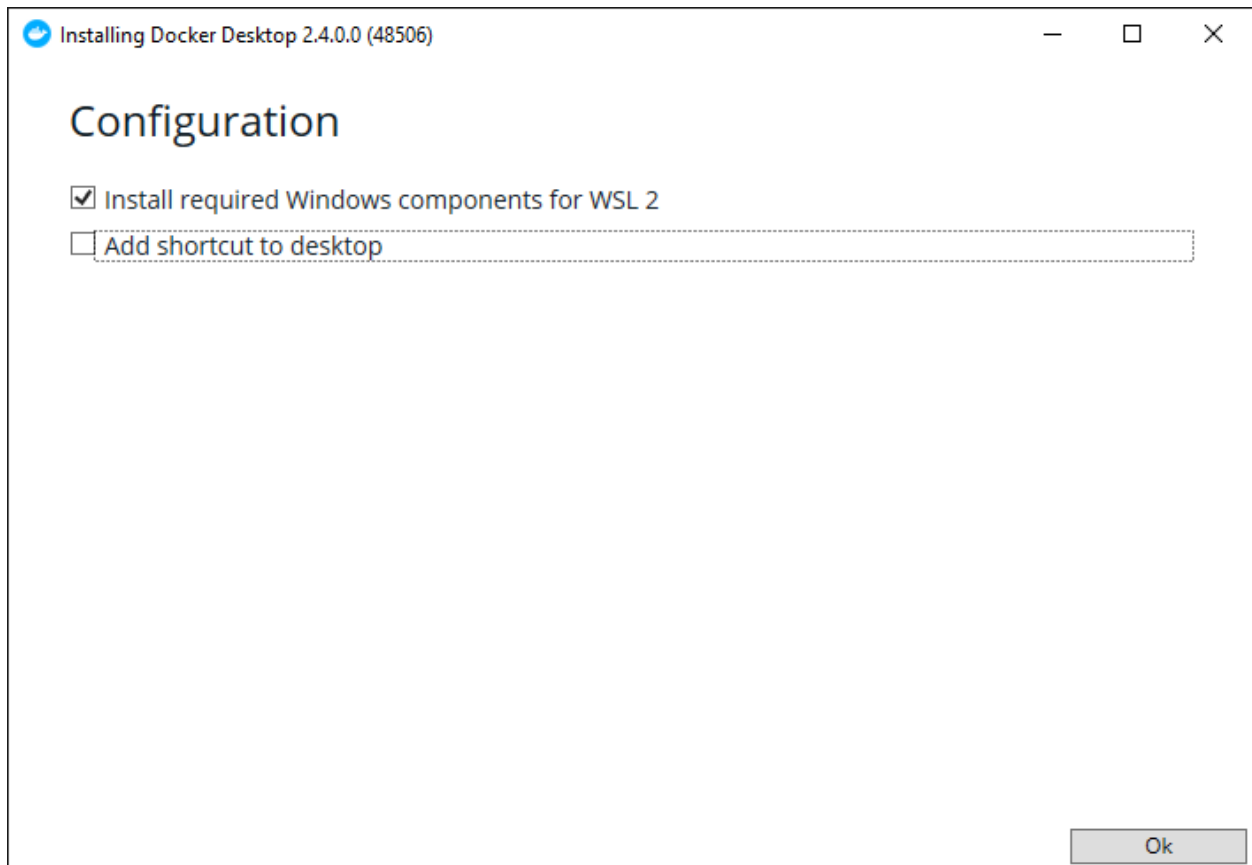 Installing Docker Desktop 2.4.0.0 (48506)
Configuration
Install required Windows components for WSL 2
Add shortcut to desktop
Ok